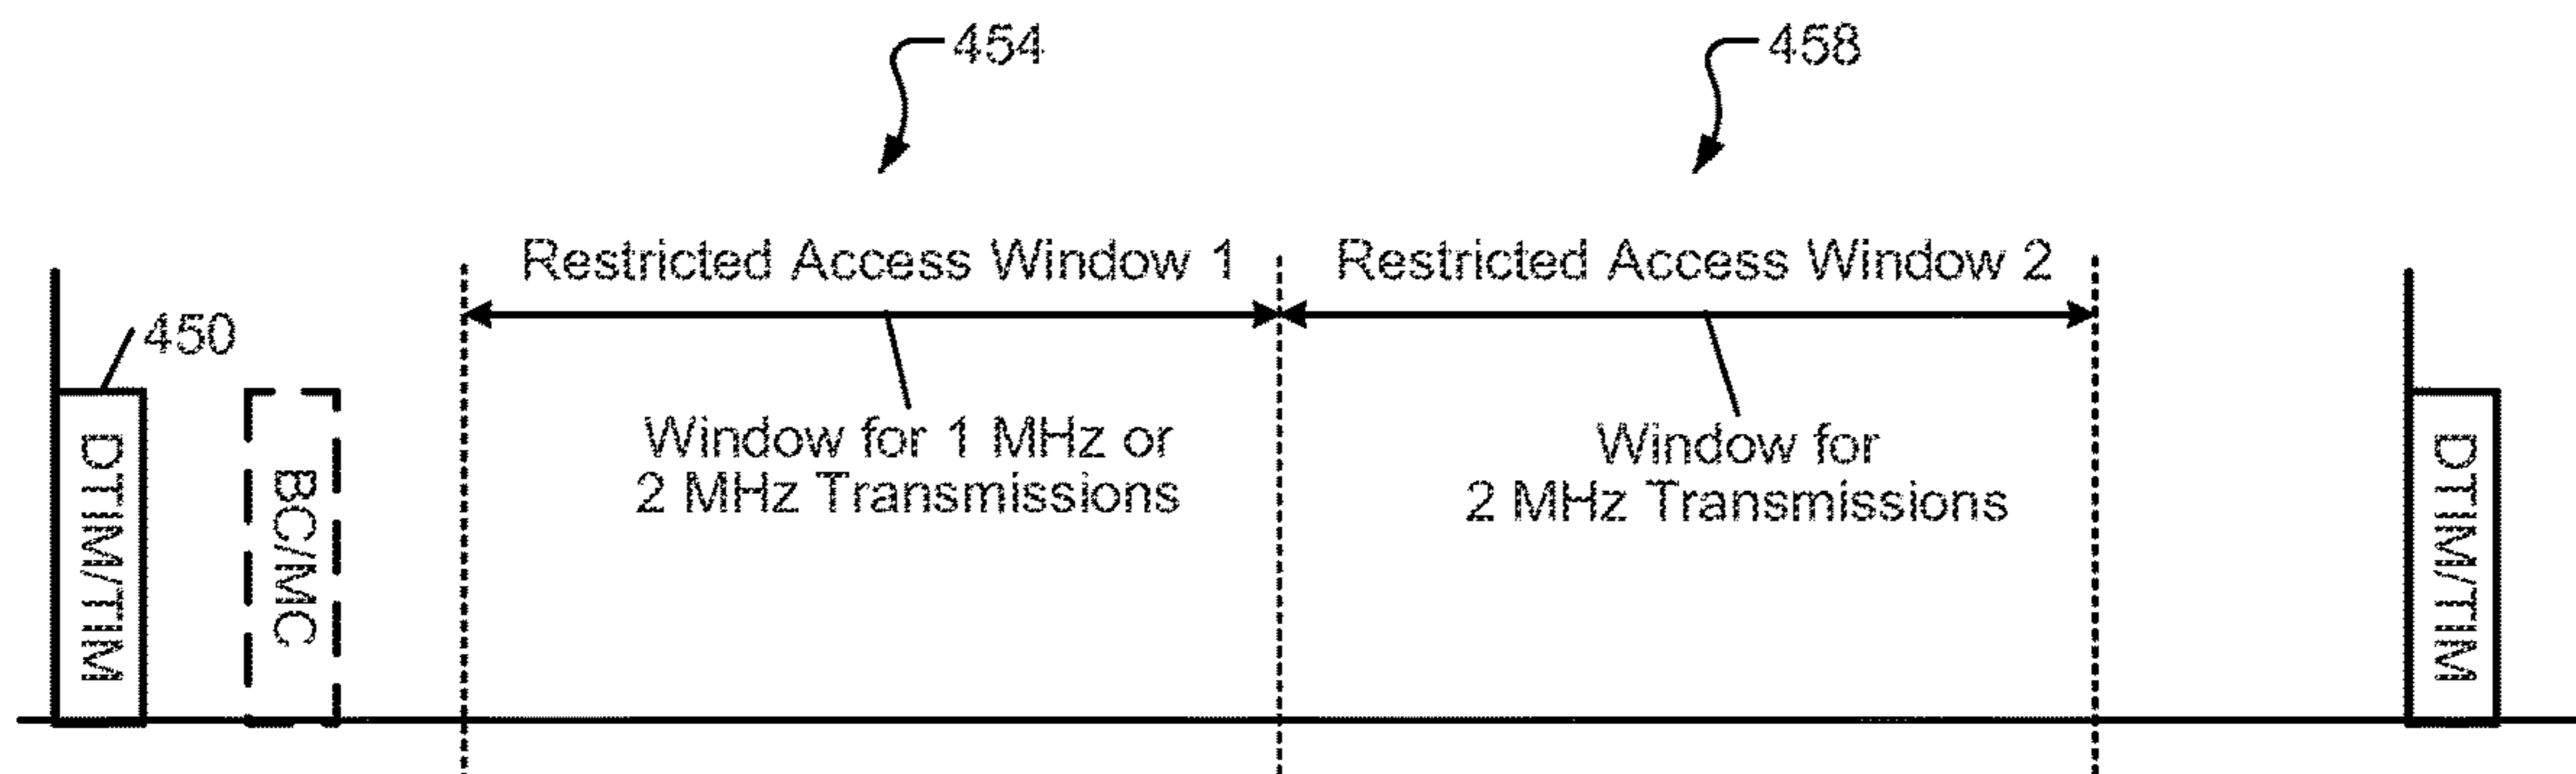 454
458
Restricted Access Window 1
Restricted Access Window 2
450
Window for 1 MHz or
2 MHz Transmissions
Window for
2 MHz Transmissions
DTIM/TIM
BC/MC
DTIM/TIM